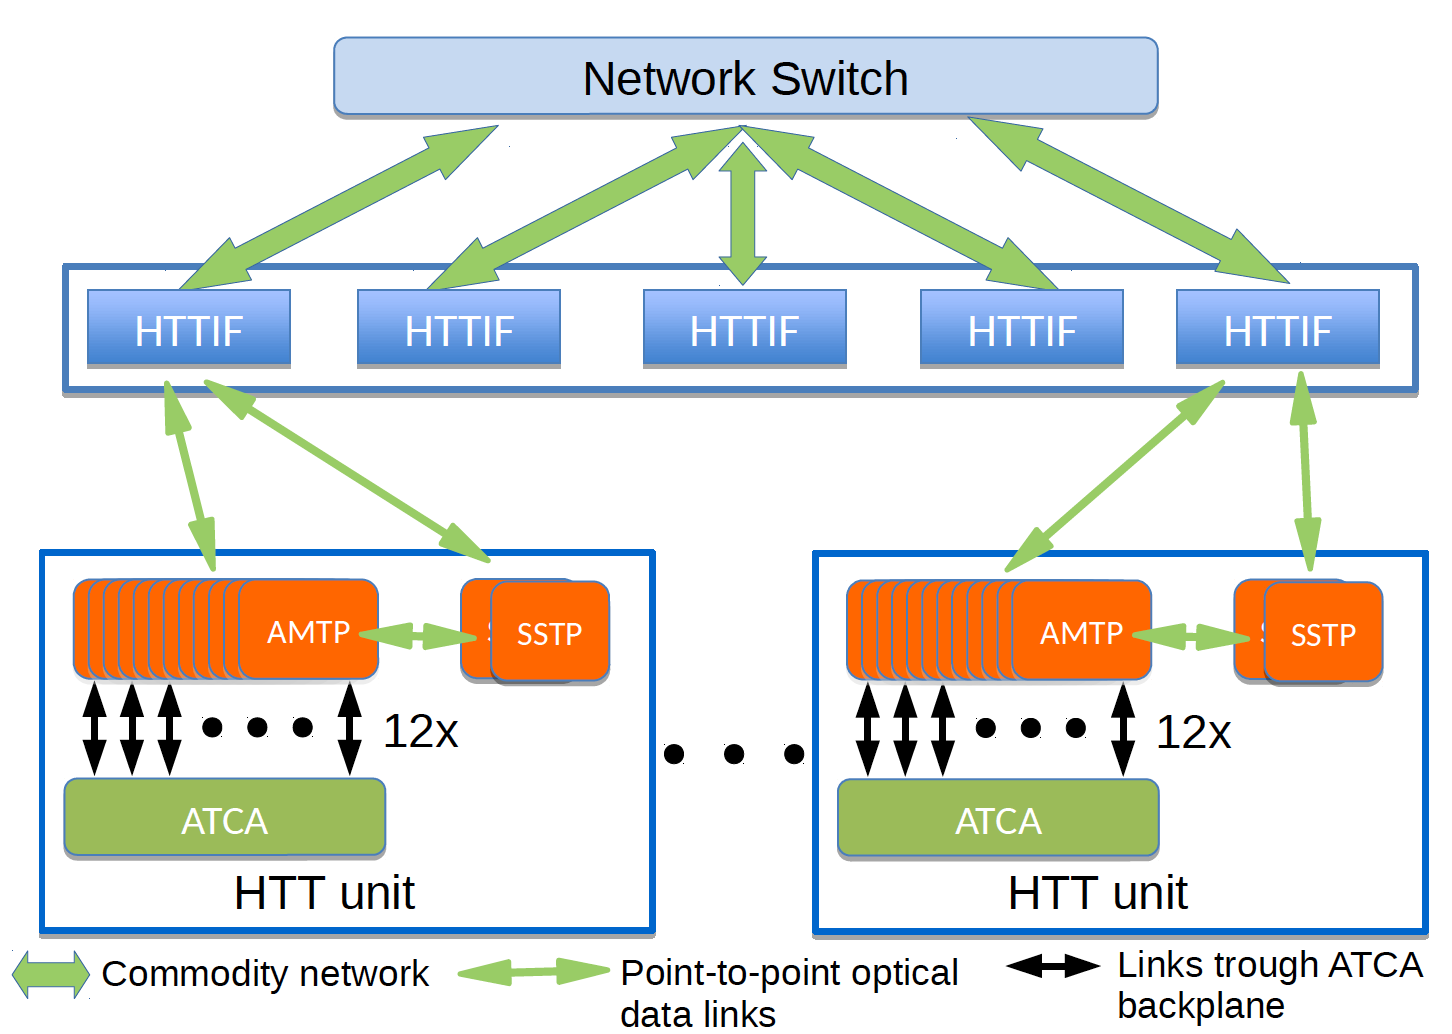 Network Switch
HTTIF HTTIF HTTIF HTTIF HTTIF
AMTP SSTP AMTP SSTP
12x 12x
ATCA ATCA
HTT unit HTT unit
Commodity network
Point-to-point optical
data links
Links trough ATCA
backplane